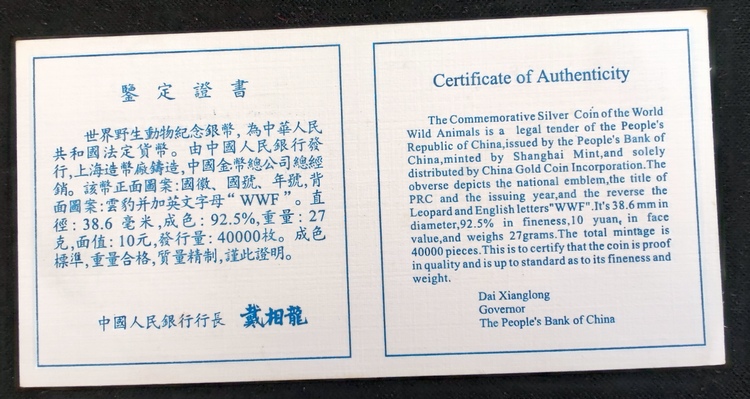 鑒定證書
世界野生動物紀念銀幣，為中華人民
共和國法定貨幣。由中國人民銀行發
行，上海造幣廠鑄造，中國金幣總公司總經
銷。該幣正面圖案：國徽、國號、年號，背
面圖案：雲豹并加英文字母“WWF”。直
徑：38.6 毫米，成色：92.5%，重量：27
克，面值：10元，發行量：40000枚。成色
標準，重量合格，質量精制，謹此證明。
中國人民銀行行長 戴相龍
Certificate of Authenticity
The Commemorative Silver Coin of the World
Wild Animals is a legal tender of the People's
Republic of China,issued by the People's Bank of
China,minted by Shanghai Mint,and solely
distributed by China Gold Coin Incorporation.The
obverse depicts the national emblem,the title of
PRC and the issuing year,and the reverse the
Leopard and English letters"WWF".It's 38.6 mm in
diameter,92.5% in fineness,10 yuan, in face
value,and weighs 27grams.The total mintage is
40000 pieces.This is to certify that the coin is proof
in quality and is up to standard as to its fineness and
weight.
Dai Xianglong
Governor
The People's Bank of China